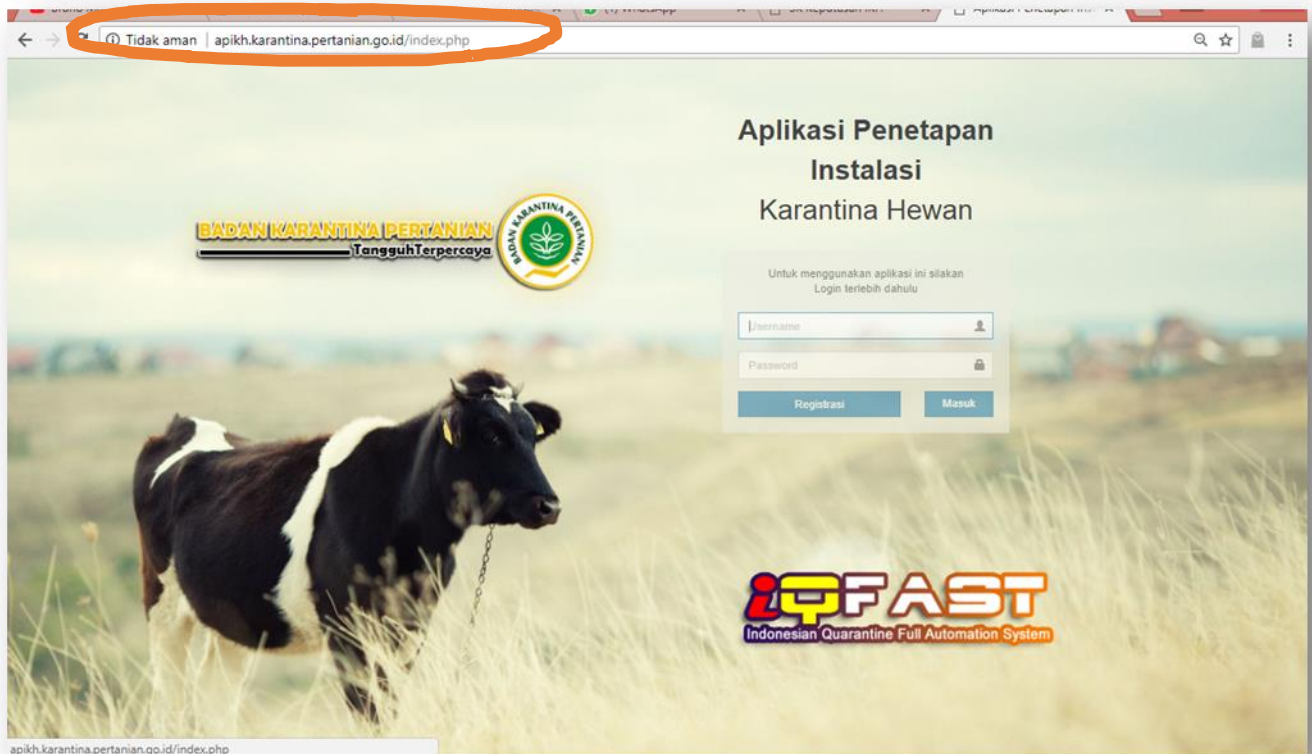 (1) WhatsApp
Tidak aman | apikh.karantina.pertanian.go.id/index.php
Aplikasi Penetapan
Instalasi
Karantina Hewan
BADAN KARANTINA PERTANIAN
TangguhTerpercaya
BADAN KARANTINA PERTANIAN
Untuk menggunakan aplikasi ini silakan
Login terlebih dahulu
Username
Password
Registrasi Masuk
iQFAST
Indonesian Quarantine Full Automation System
apikh.karantina.pertanian.go.id/index.php